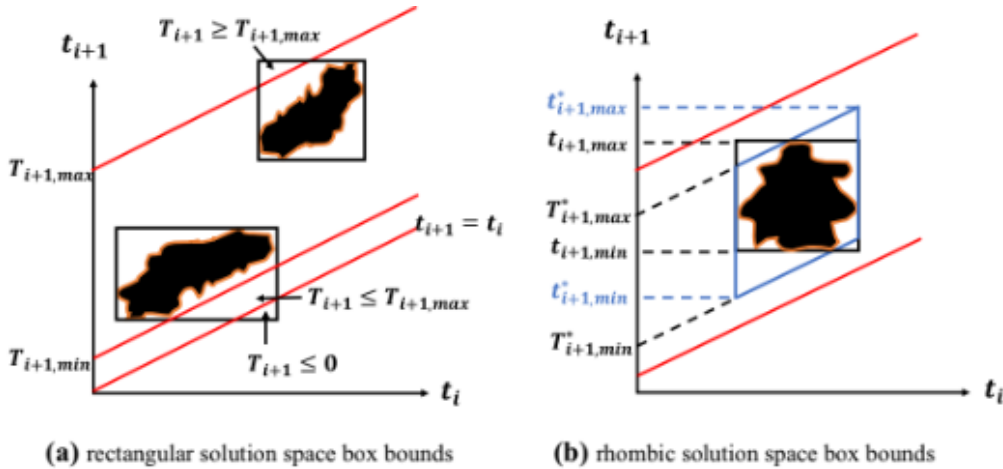 t_{i+1}
T_{i+1} ≥ T_{i+1,max}
T_{i+1,max}
t_{i+1} = t_i
T_{i+1} ≤ T_{i+1,max}
T_{i+1,min}
T_{i+1} ≤ 0
t_i
(a) rectangular solution space box bounds
t_{i+1}
t^*_{i+1,max}
t_{i+1,max}
T^*_{i+1,max}
t_{i+1,min}
t^*_{i+1,min}
T^*_{i+1,min}
t_i
(b) rhombic solution space box bounds